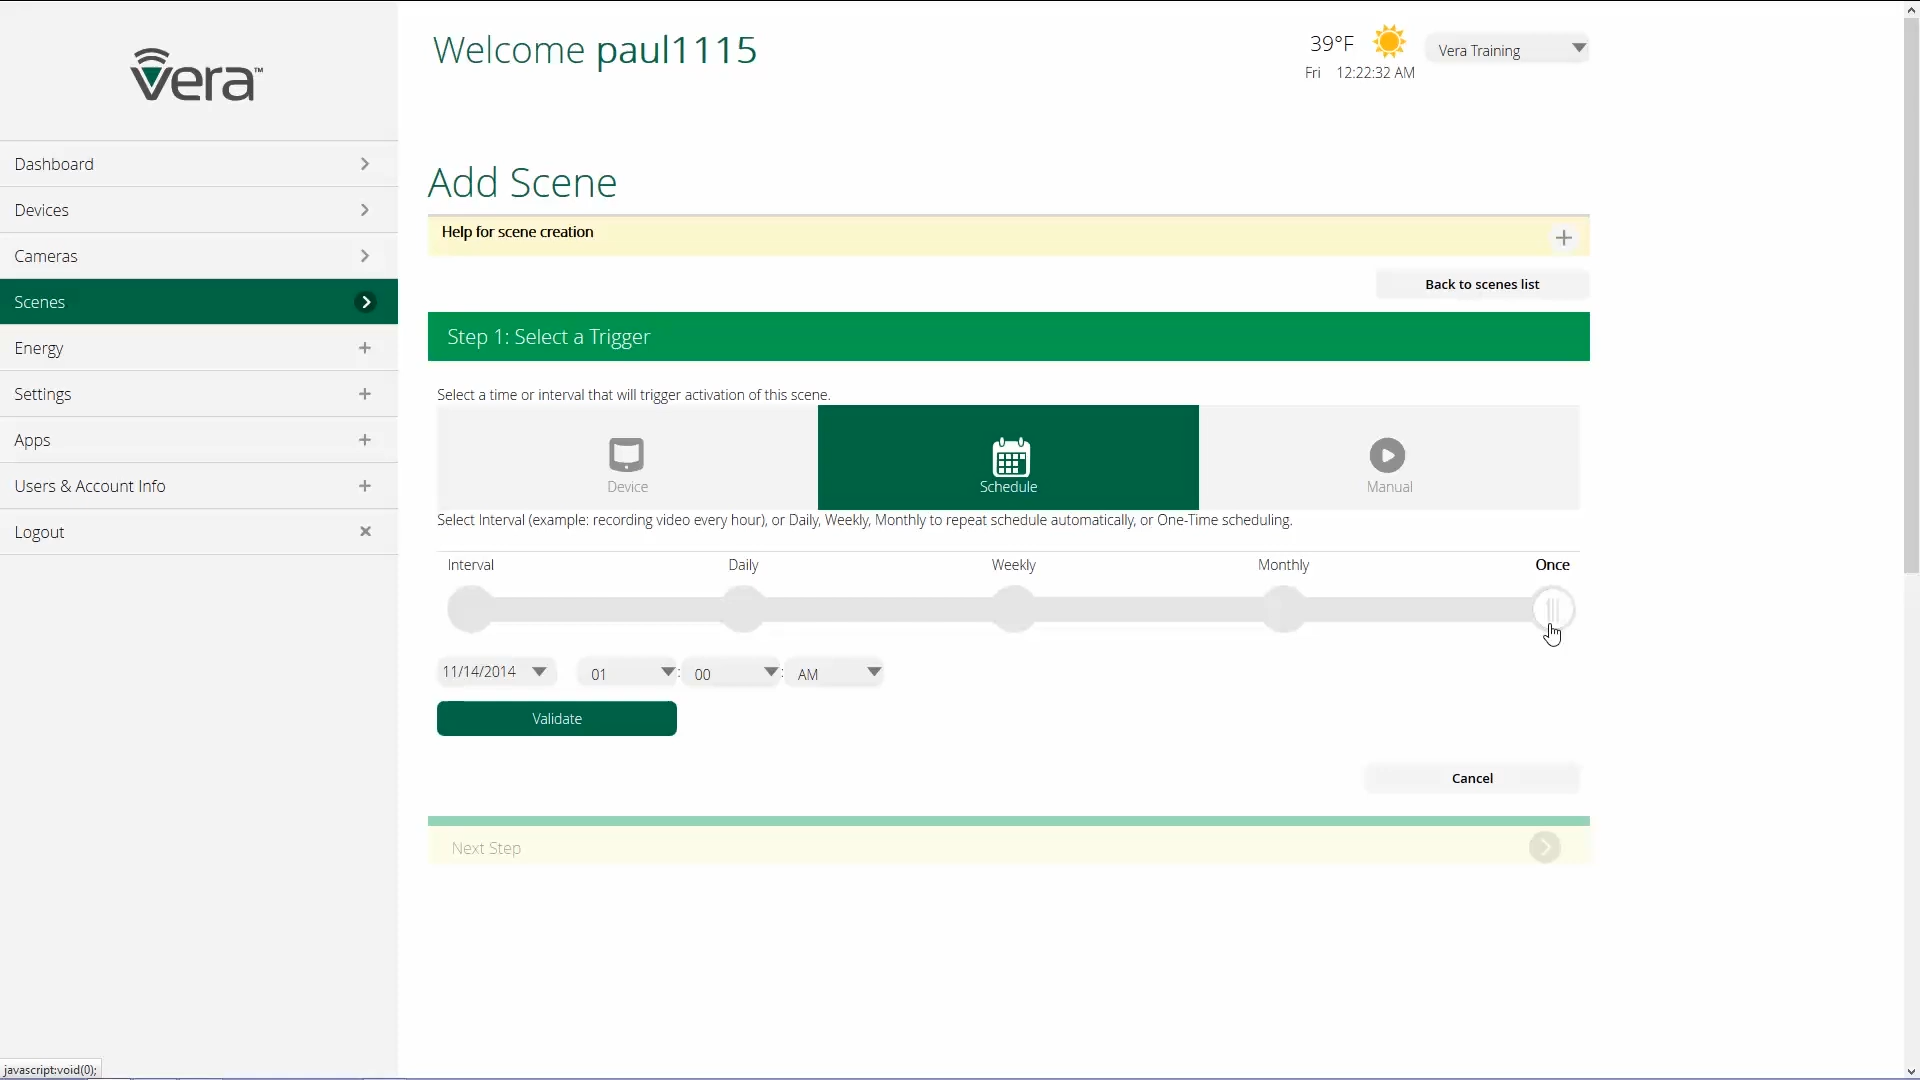 vera™
Dashboard
Devices
Cameras
Scenes
Energy
Settings
Apps
Users & Account Info
Logout
Welcome paul1115
39°F
Fri 12:22:32 AM
Vera Training
Add Scene
Help for scene creation
Back to scenes list
Step 1: Select a Trigger
Select a time or interval that will trigger activation of this scene.
Device
Schedule
Manual
Select Interval (example: recording video every hour), or Daily, Weekly, Monthly to repeat schedule automatically, or One-Time scheduling.
Interval Daily Weekly Monthly Once
11/14/2014 01 : 00 : AM
Validate
Cancel
Next Step
javascript:void(0);